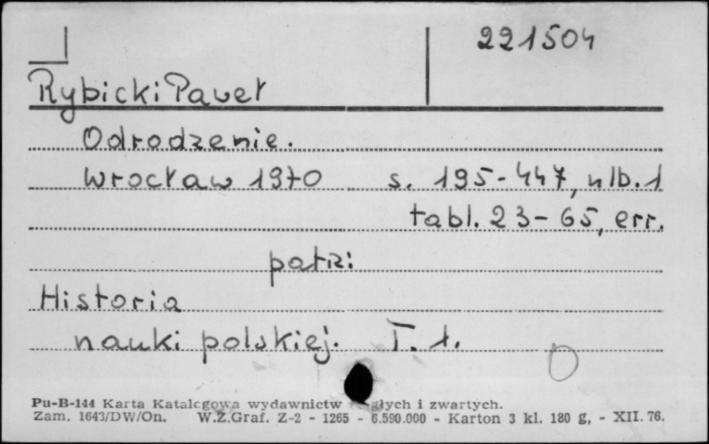 221504
Rybicki Paweł
Odrodzenie.
Wrocław 1970 s. 195-447, nlb. 1
tabl. 23-65, err.
patrz:
Historia
nauki polskiej. T. 1.
Pu-B-144 Karta Katalogowa wydawnictw głych i zwartych.
Zam. 1643/DW/On. W.Z.Graf. Z-2 - 1265 - 6.590.000 - Karton 3 kl. 180 g, - XII. 76.